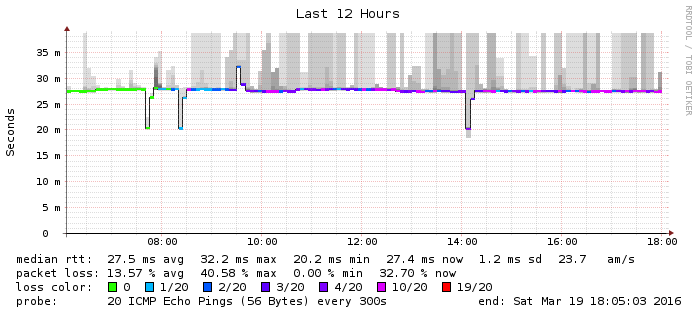 Last 12 Hours
RRDTOOL / TOBI OETIKER
Seconds
35 m
30 m
25 m
20 m
15 m
10 m
5 m
0
08:00 10:00 12:00 14:00 16:00 18:00
median rtt: 27.5 ms avg 32.2 ms max 20.2 ms min 27.4 ms now 1.2 ms sd 23.7 am/s
packet loss: 13.57 % avg 40.58 % max 0.00 % min 32.70 % now
loss color: 0 1/20 2/20 3/20 4/20 10/20 19/20
probe: 20 ICMP Echo Pings (56 Bytes) every 300s end: Sat Mar 19 18:05:03 2016